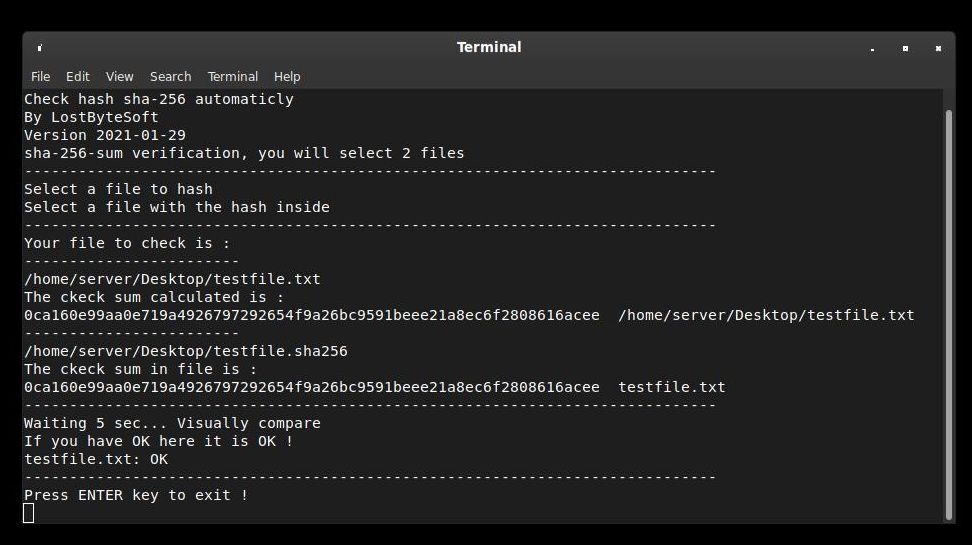 Terminal
File Edit View Search Terminal Help
Check hash sha-256 automaticly
By LostByteSoft
Version 2021-01-29
sha-256-sum verification, you will select 2 files
-----------------------------------------------------------------------------
Select a file to hash
Select a file with the hash inside
-----------------------------------------------------------------------------
Your file to check is :
------------------------
/home/server/Desktop/testfile.txt
The ckeck sum calculated is :
0ca160e99aa0e719a4926797292654f9a26bc9591beee21a8ec6f2808616acee  /home/server/Desktop/testfile.txt
------------------------
/home/server/Desktop/testfile.sha256
The ckeck sum in file is :
0ca160e99aa0e719a4926797292654f9a26bc9591beee21a8ec6f2808616acee  testfile.txt
-----------------------------------------------------------------------------
Waiting 5 sec... Visually compare
If you have OK here it is OK !
testfile.txt: OK
-----------------------------------------------------------------------------
Press ENTER key to exit !